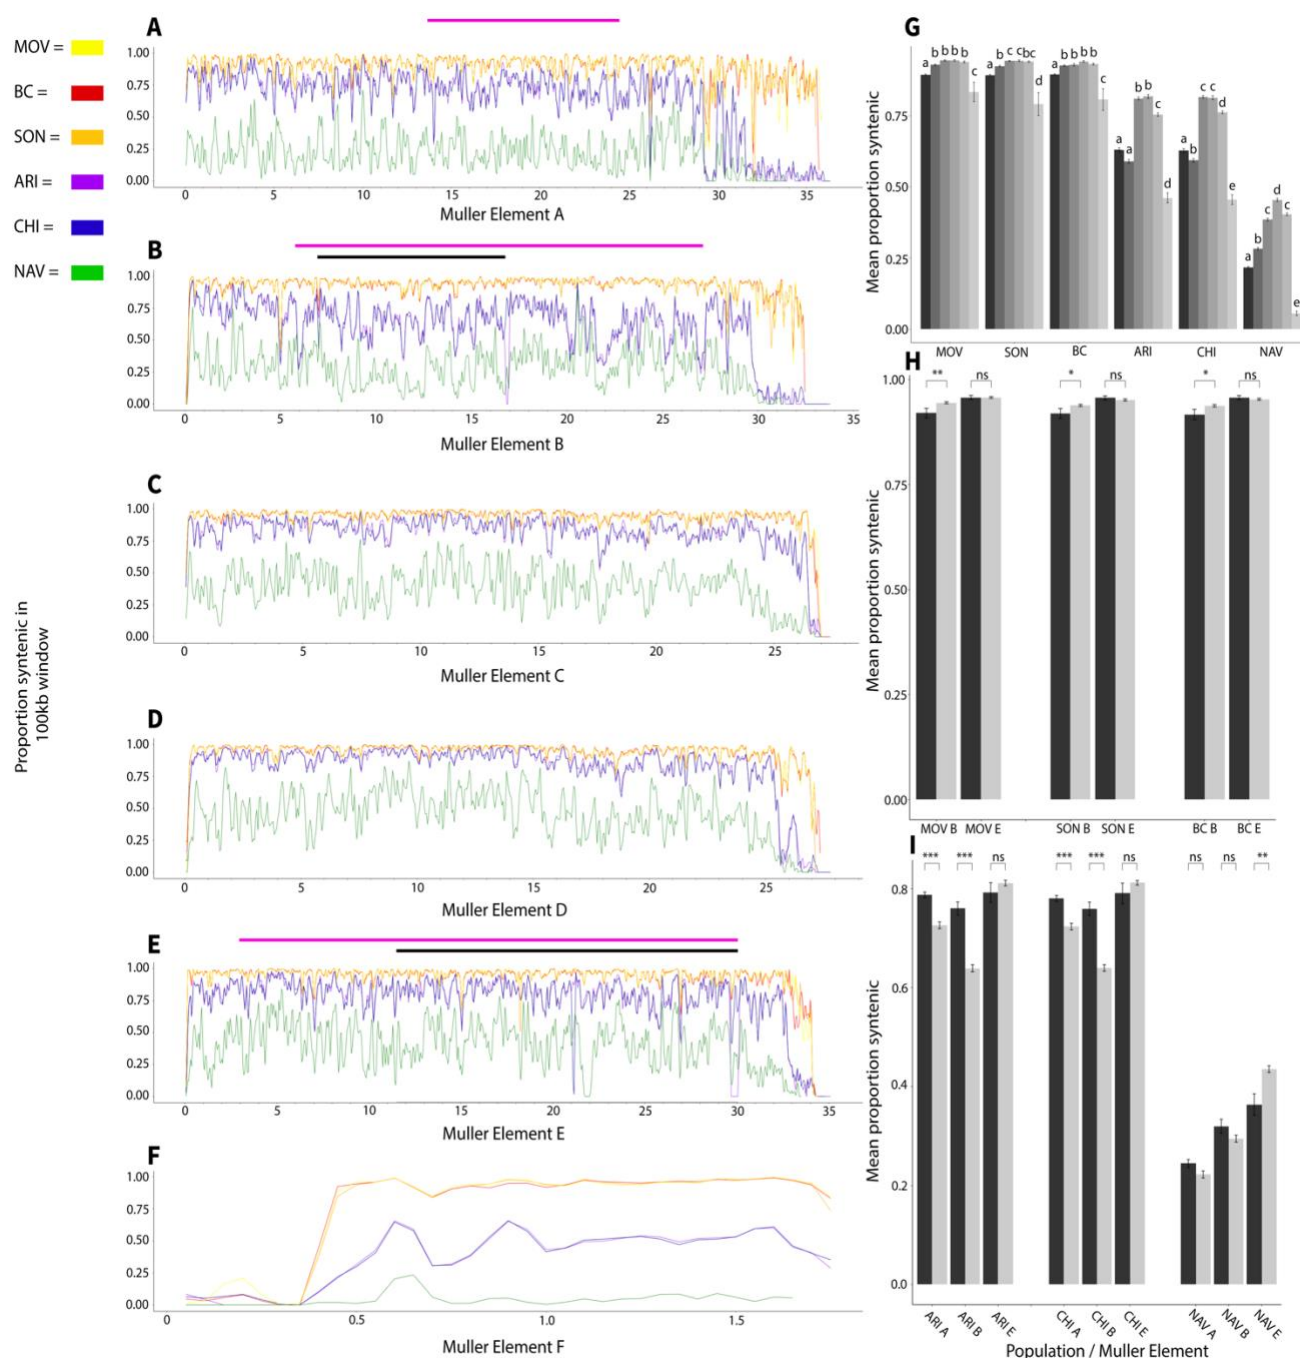 MOV =
BC =
SON =
ARI =
CHI =
NAV =
Proportion syntenic in
100kb window
A
1.00
0.75
0.50
0.25
0.00
0 5 10 15 20 25 30 35
Muller Element A
B
1.00
0.75
0.50
0.25
0.00
0 5 10 15 20 25 30 35
Muller Element B
C
1.00
0.75
0.50
0.25
0.00
0 5 10 15 20 25
Muller Element C
D
1.00
0.75
0.50
0.25
0.00
0 5 10 15 20 25
Muller Element D
E
1.00
0.75
0.50
0.25
0.00
0 5 10 15 20 25 30 35
Muller Element E
F
1.00
0.75
0.50
0.25
0.00
0 0.5 1.0 1.5
Muller Element F
G
Mean proportion syntenic
0.75
0.50
0.25
0.00
a b b b b c
a b c c bc d
a b b b b c
a a b b c d
a b c c d e
a b c d c e
MOV SON BC ARI CHI NAV
H
Mean proportion syntenic
1.00
0.75
0.50
0.25
0.00
** ns * ns * ns
MOV B MOV E SON B SON E BC B BC E
I
Mean proportion syntenic
0.8
0.6
0.4
0.2
0.0
*** *** ns *** *** ns ns ns **
ARI A ARI B ARI E CHI A CHI B CHI E NAV A NAV B NAV E
Population / Muller Element